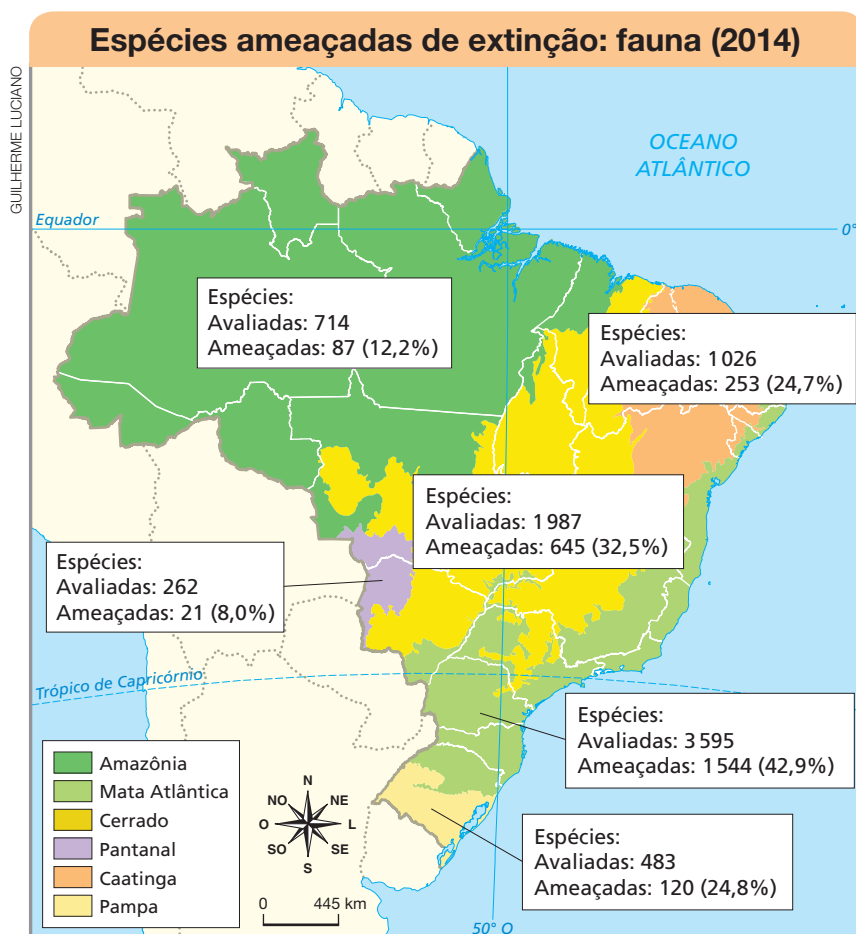 Espécies ameaçadas de extinção: fauna (2014)
GUILHERME LUCIANO
OCEANO
ATLÂNTICO
Equador
0°
Espécies:
Avaliadas: 714
Ameaçadas: 87 (12,2%)
Espécies:
Avaliadas: 1 026
Ameaçadas: 253 (24,7%)
Espécies:
Avaliadas: 1 987
Ameaçadas: 645 (32,5%)
Espécies:
Avaliadas: 262
Ameaçadas: 21 (8,0%)
Trópico de Capricórnio
Espécies:
Avaliadas: 3 595
Ameaçadas: 1 544 (42,9%)
Espécies:
Avaliadas: 483
Ameaçadas: 120 (24,8%)
Amazônia
Mata Atlântica
Cerrado
Pantanal
Caatinga
Pampa
N
NO NE
O L
SO SE
S
0 445 km
50° O